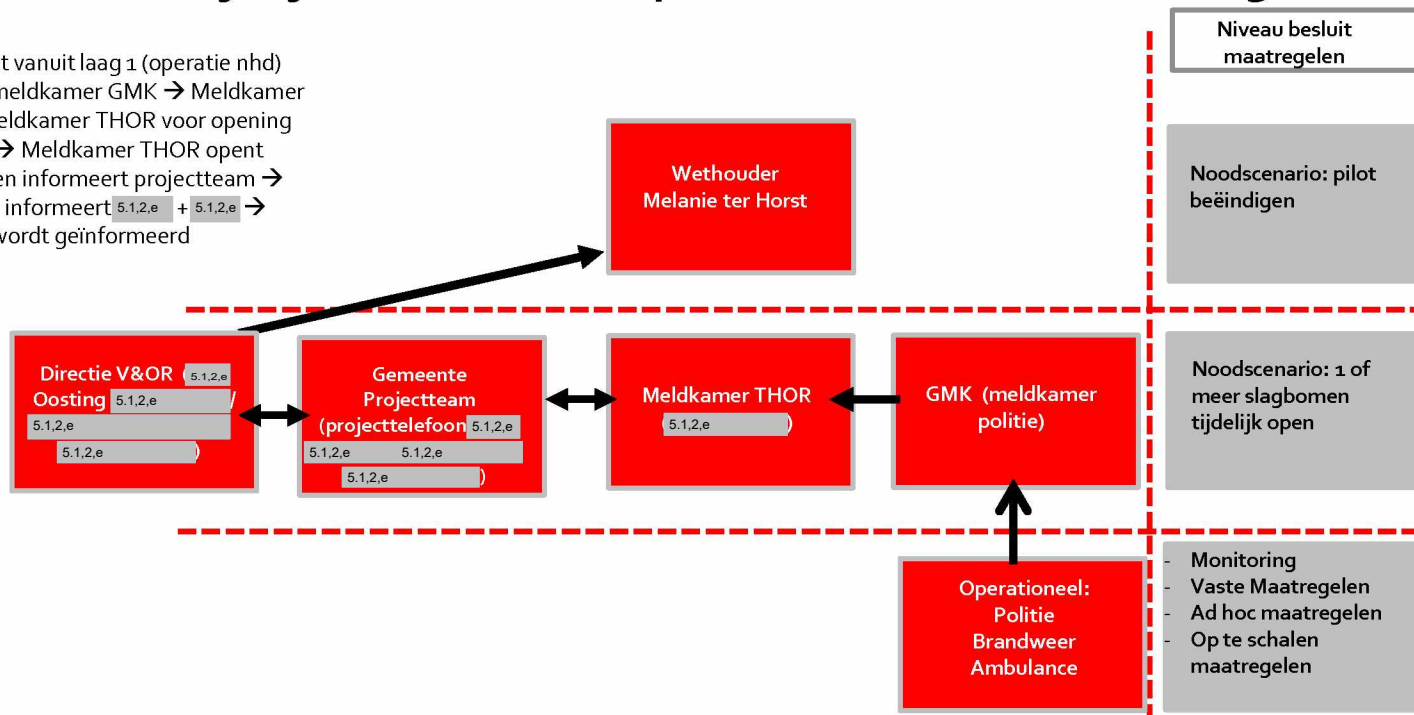 Niveau besluit
maatregelen
t vanuit laag 1 (operatie nhd)
meldkamer GMK → Meldkamer
eldkamer THOR voor opening
→ Meldkamer THOR opent
en informeert projectteam →
informeert 5.1,2,e + 5.1,2,e →
wordt geïnformeerd
Wethouder
Melanie ter Horst
Noodscenario: pilot
beëindigen
Directie V&OR ( 5.1,2,e
Oosting 5.1,2,e /
5.1,2,e
5.1,2,e )
Gemeente
Projectteam
(projecttelefoon 5.1,2,e
5.1,2,e 5.1,2,e
5.1,2,e )
Meldkamer THOR
( 5.1,2,e )
GMK (meldkamer
politie)
Noodscenario: 1 of
meer slagbomen
tijdelijk open
Operationeel:
Politie
Brandweer
Ambulance
- Monitoring
- Vaste Maatregelen
- Ad hoc maatregelen
- Op te schalen
maatregelen